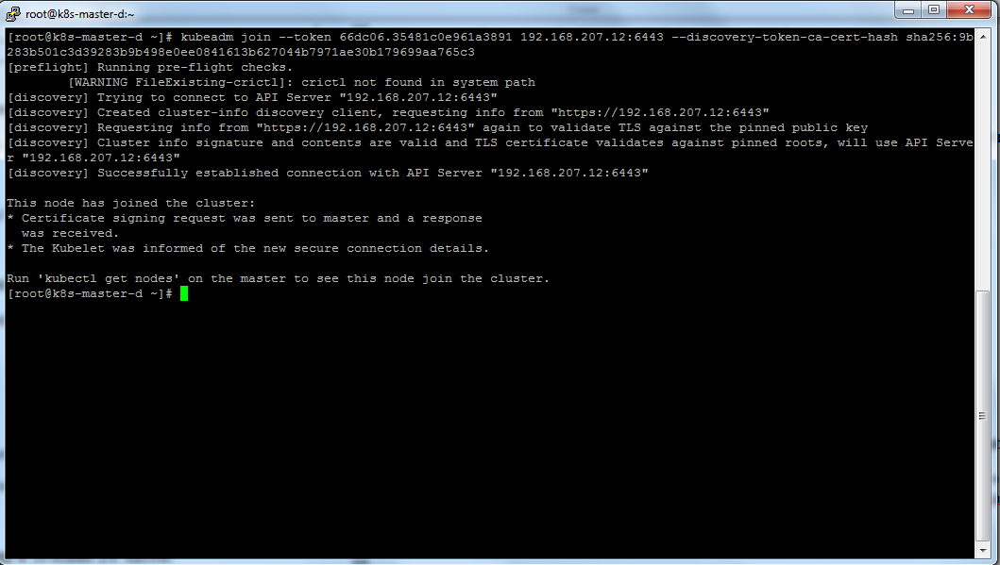 root@k8s-master-d:~
[root@k8s-master-d ~]# kubeadm join --token 66dc06.35481c0e961a3891 192.168.207.12:6443 --discovery-token-ca-cert-hash sha256:9b
283b501c3d39283b9b498e0ee0841613b627044b7971ae30b179699aa765c3
[preflight] Running pre-flight checks.
        [WARNING FileExisting-crictl]: crictl not found in system path
[discovery] Trying to connect to API Server "192.168.207.12:6443"
[discovery] Created cluster-info discovery client, requesting info from "https://192.168.207.12:6443"
[discovery] Requesting info from "https://192.168.207.12:6443" again to validate TLS against the pinned public key
[discovery] Cluster info signature and contents are valid and TLS certificate validates against pinned roots, will use API Serve
r "192.168.207.12:6443"
[discovery] Successfully established connection with API Server "192.168.207.12:6443"
This node has joined the cluster:
* Certificate signing request was sent to master and a response
  was received.
* The Kubelet was informed of the new secure connection details.
Run 'kubectl get nodes' on the master to see this node join the cluster.
[root@k8s-master-d ~]#